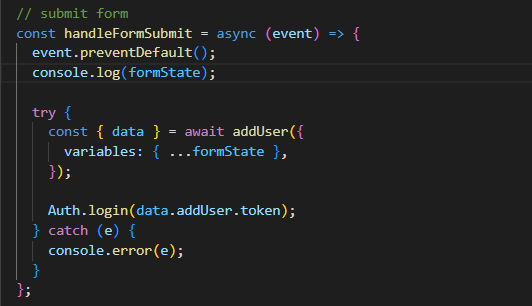 // submit form
const handleFormSubmit = async (event) => {
  event.preventDefault();
  console.log(formState);

  try {
    const { data } = await addUser({
      variables: { ...formState },
    });

    Auth.login(data.addUser.token);
  } catch (e) {
    console.error(e);
  }
};